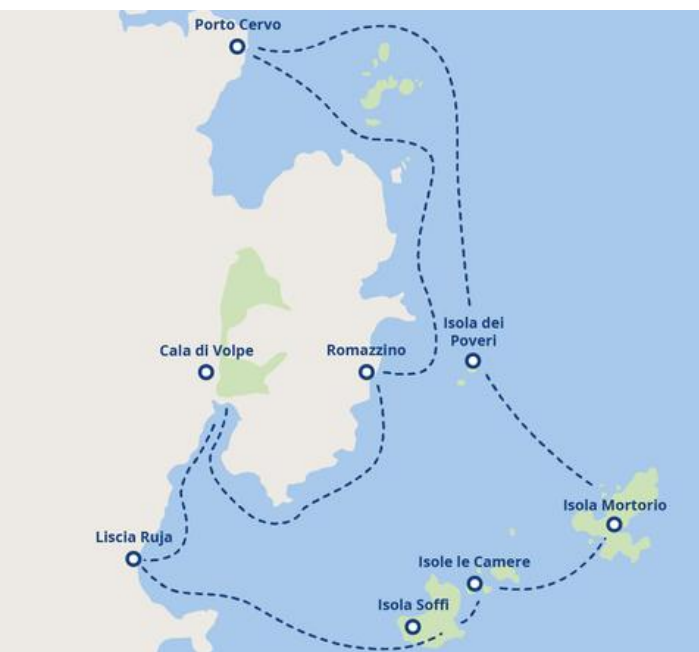 Porto Cervo
Isola dei
Poveri
Cala di Volpe
Romazzino
Isola Mortorio
Liscia Ruja
Isole le Camere
Isola Soffi